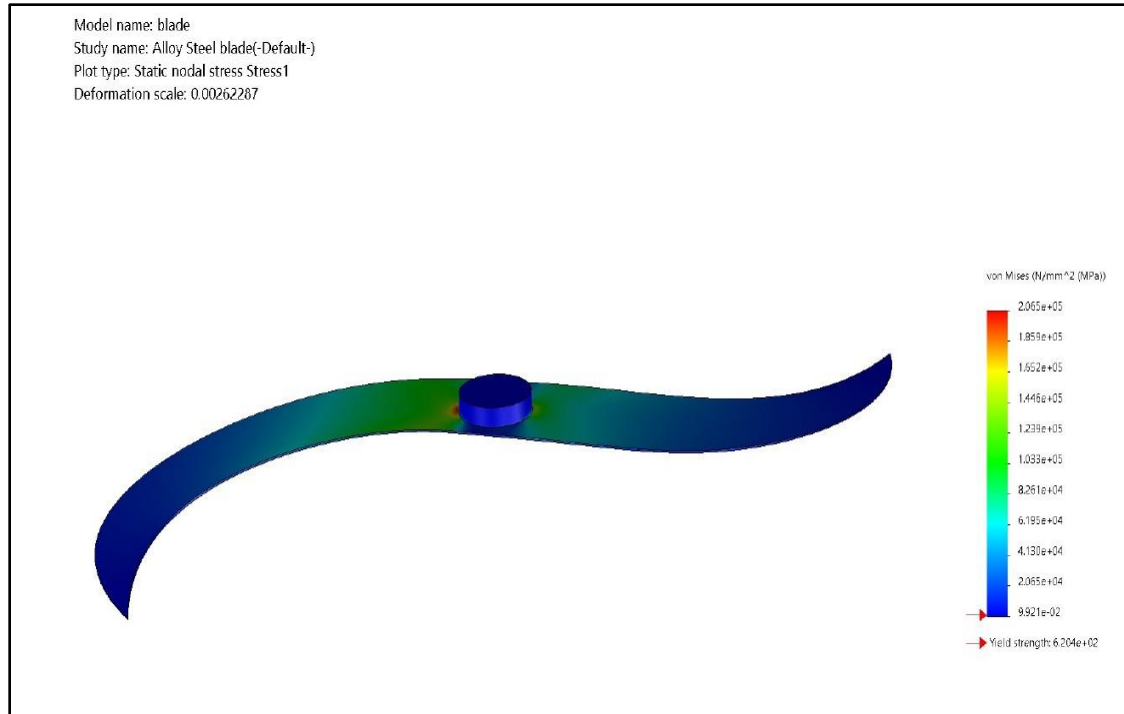 Model name: blade
Study name: Alloy Steel blade(-Default-)
Plot type: Static nodal stress Stress1
Deformation scale: 0.00262287
von Mises (N/mm^2 (MPa))
2.065e+05
1.859e+05
1.652e+05
1.446e+05
1.239e+05
1.033e+05
8.261e+04
6.195e+04
4.130e+04
2.065e+04
9.921e-02
Yield strength: 6.204e+02